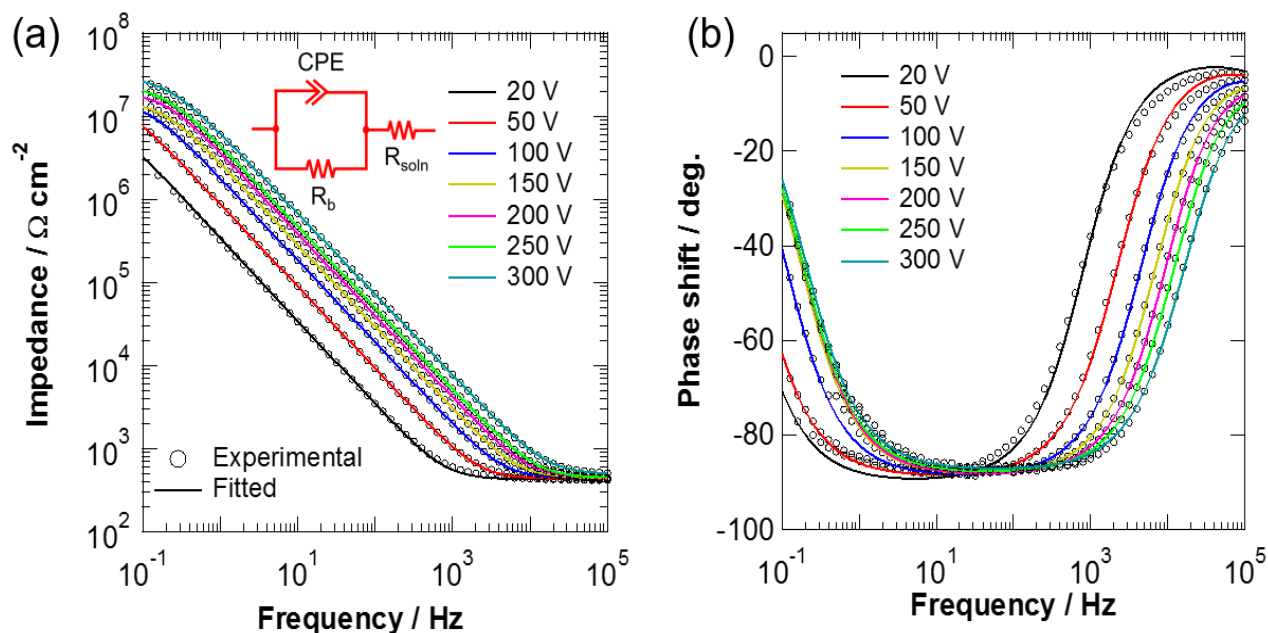 (a)
10^8
10^7
10^6
10^5
10^4
10^3
10^2
Impedance / Ω cm^-2
CPE
R_b
R_soln
20 V
50 V
100 V
150 V
200 V
250 V
300 V
Experimental
Fitted
10^-1
10^1
10^3
10^5
Frequency / Hz
(b)
0
-20
-40
-60
-80
-100
Phase shift / deg.
20 V
50 V
100 V
150 V
200 V
250 V
300 V
10^-1
10^1
10^3
10^5
Frequency / Hz